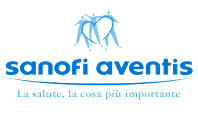 sanofi aventis
La salute, la cosa più importante